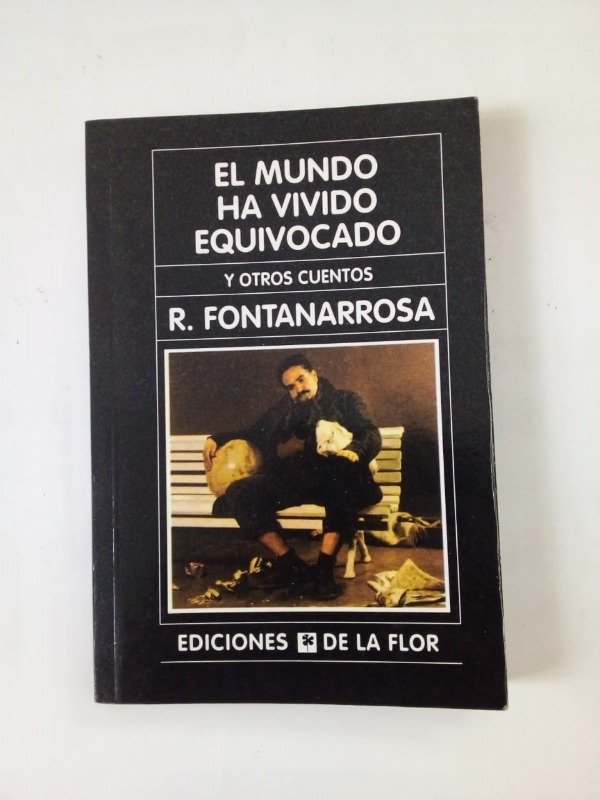 EL MUNDO
HA VIVIDO
EQUIVOCADO
Y OTROS CUENTOS
R. FONTANARROSA
EDICIONES DE LA FLOR